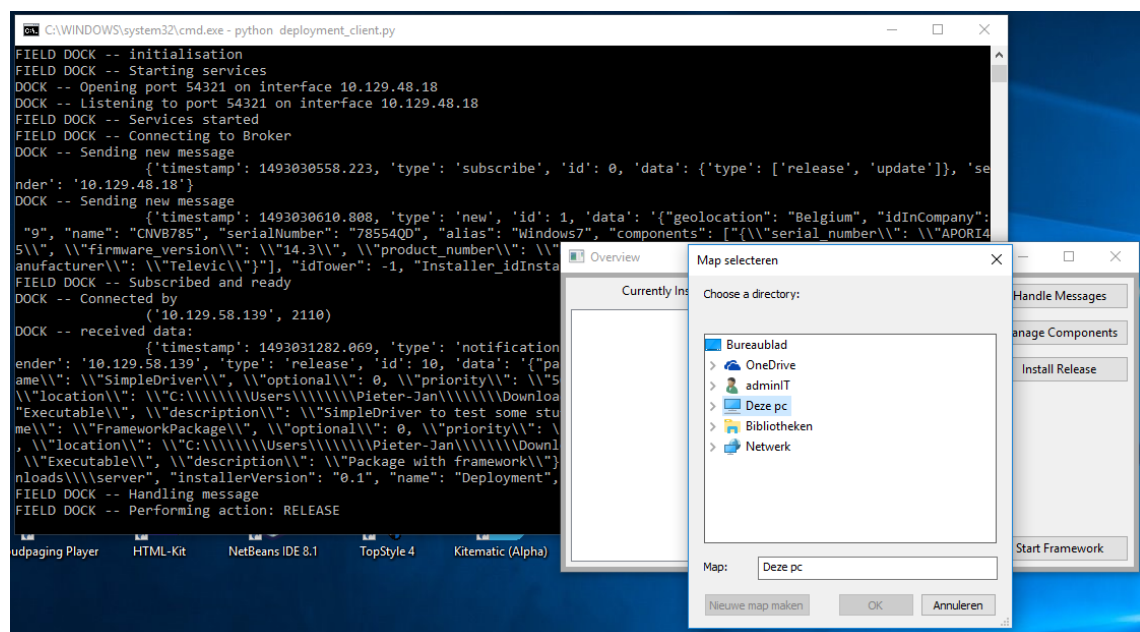 C:\WINDOWS\system32\cmd.exe - python deployment_client.py
FIELD DOCK -- initialisation
FIELD DOCK -- Starting services
DOCK -- Opening port 54321 on interface 10.129.48.18
DOCK -- Listening to port 54321 on interface 10.129.48.18
FIELD DOCK -- Services started
FIELD DOCK -- Connecting to Broker
DOCK -- Sending new message
{'timestamp': 1493030558.223, 'type': 'subscribe', 'id': 0, 'data': {'type': ['release', 'update']}, 'se
nder': '10.129.48.18'}
DOCK -- Sending new message
{'timestamp': 1493030610.808, 'type': 'new', 'id': 1, 'data': '{"geolocation": "Belgium", "idInCompany":
"9", "name": "CNVB785", "serialNumber": "78554QD", "alias": "Windows7", "components": ["{\\"serial_number\\": \\"APORI4
5\\", \\"firmware_version\\": \\"14.3\\", \\"product_number\\": \\"
anufacturer\\": \\"Televic\\"}"], "idTower": -1, "Installer_idInsta
FIELD DOCK -- Subscribed and ready
DOCK -- Connected by
('10.129.58.139', 2110)
DOCK -- received data:
{'timestamp': 1493031282.069, 'type': 'notification
ender': '10.129.58.139', 'type': 'release', 'id': 10, 'data': '{"pa
ame\\": \\"SimpleDriver\\", \\"optional\\": 0, \\"priority\\": \\"5
\\"location\\": \\"C:\\\\\\\\Users\\\\\\\\Pieter-Jan\\\\\\\\Downloa
"Executable\\", \\"description\\": \\"SimpleDriver to test some stu
me\\": \\"FrameworkPackage\\", \\"optional\\": 0, \\"priority\\": \
, \\"location\\": \\"C:\\\\\\\\Users\\\\\\\\Pieter-Jan\\\\\\\\Downl
\\"Executable\\", \\"description\\": \\"Package with framework\\"}
nloads\\\\server", "installerVersion": "0.1", "name": "Deployment",
FIELD DOCK -- Handling message
FIELD DOCK -- Performing action: RELEASE
Overview
Currently Ins
Handle Messages
anage Components
Install Release
Start Framework
Map selecteren
Choose a directory:
Bureaublad
OneDrive
adminIT
Deze pc
Bibliotheken
Netwerk
Map: Deze pc
Nieuwe map maken OK Annuleren
udpaging Player HTML-Kit NetBeans IDE 8.1 TopStyle 4 Kitematic (Alpha)